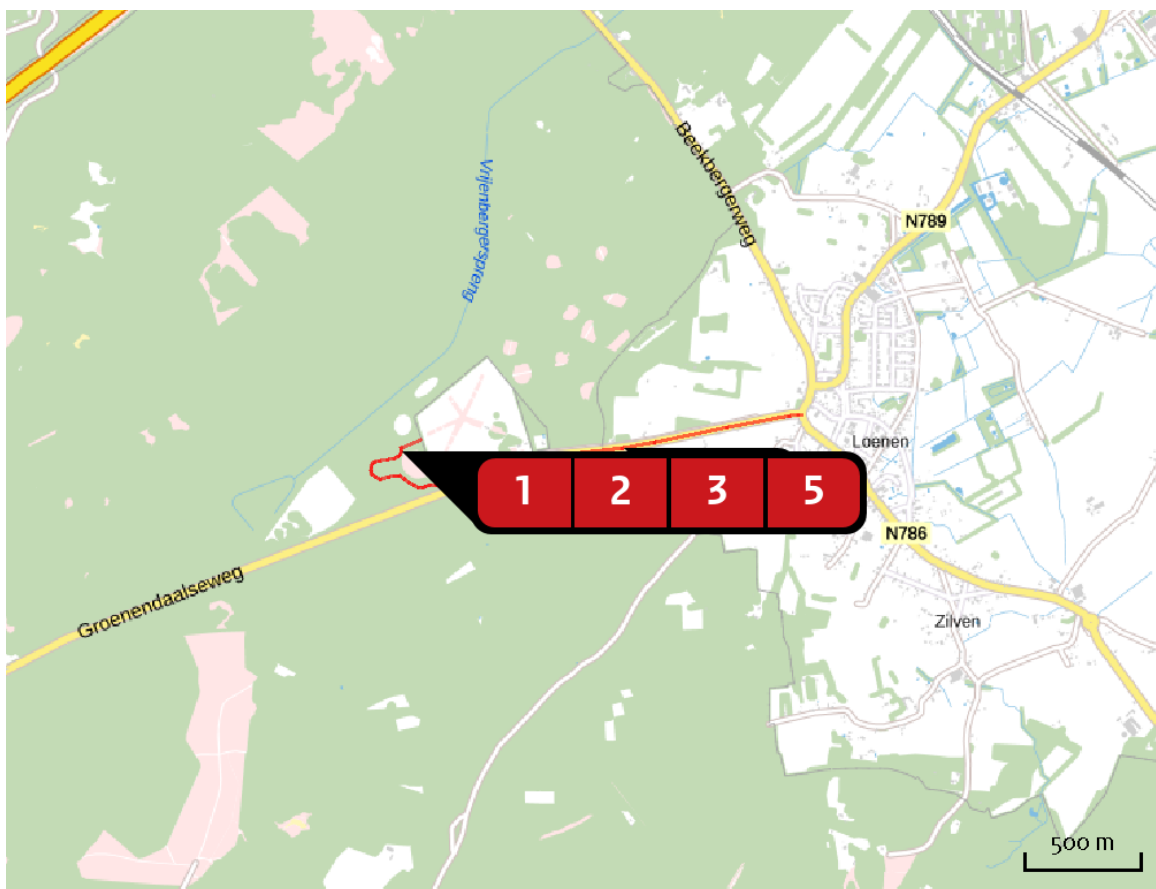 Beekbergerweg
Vrijenbergerspreng
N789
Loenen
1 2 3 5
N786
Groenendaalseweg
Zilven
500 m